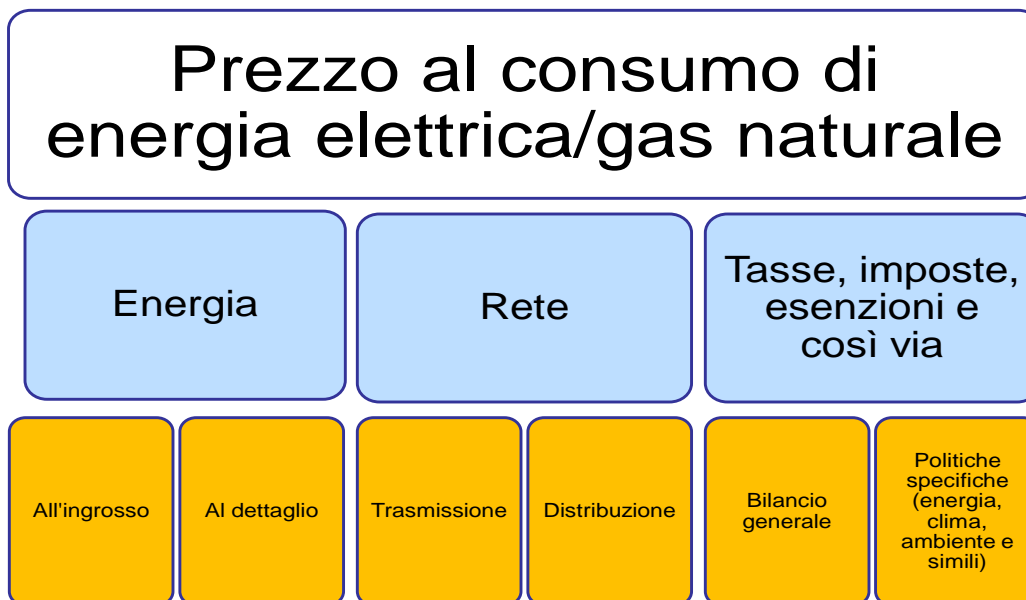 Prezzo al consumo di
energia elettrica/gas naturale
Energia
Rete
Tasse, imposte,
esenzioni e
così via
All'ingrosso
Al dettaglio
Trasmissione
Distribuzione
Bilancio
generale
Politiche
specifiche
(energia,
clima,
ambiente e
simili)